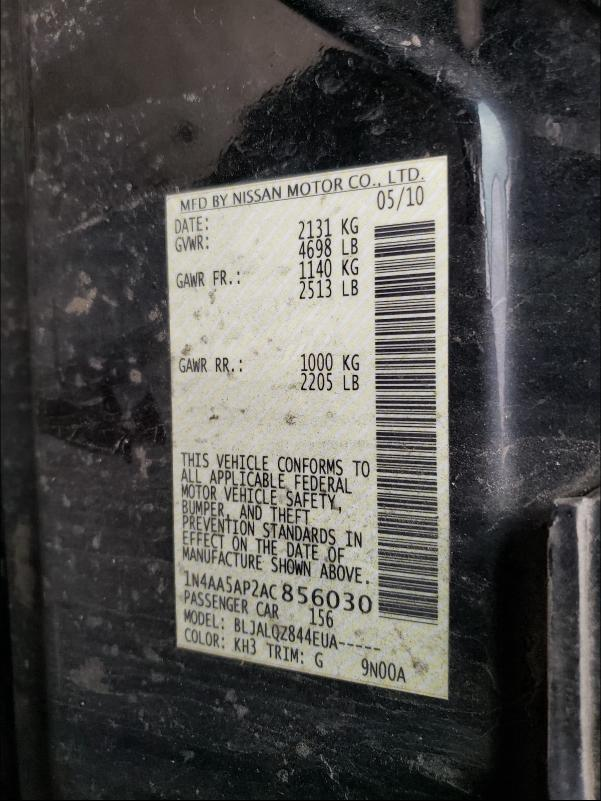 MFD BY NISSAN MOTOR CO., LTD.
DATE: 05/10
GVWR: 2131 KG
4698 LB
GAWR FR.: 1140 KG
2513 LB
GAWR RR.: 1000 KG
2205 LB
THIS VEHICLE CONFORMS TO
ALL APPLICABLE FEDERAL
MOTOR VEHICLE SAFETY,
BUMPER, AND THEFT
PREVENTION STANDARDS IN
EFFECT ON THE DATE OF
MANUFACTURE SHOWN ABOVE.
1N4AA5AP2AC856030
PASSENGER CAR 156
MODEL: BLJALQZ844EUA-----
COLOR: KH3 TRIM: G 9N00A